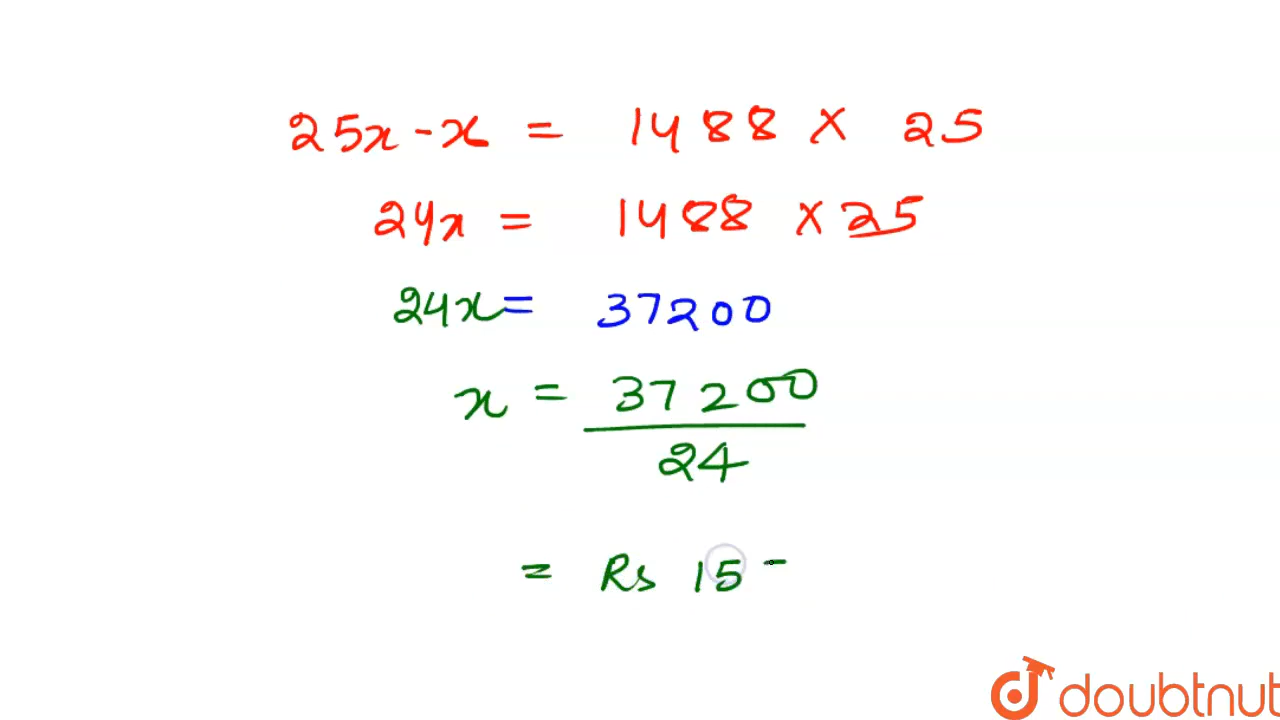 25x - x = 1488 × 25
24x = 1488 × 25
24x = 37200
x = 37200
24
= Rs 15
doubtnut